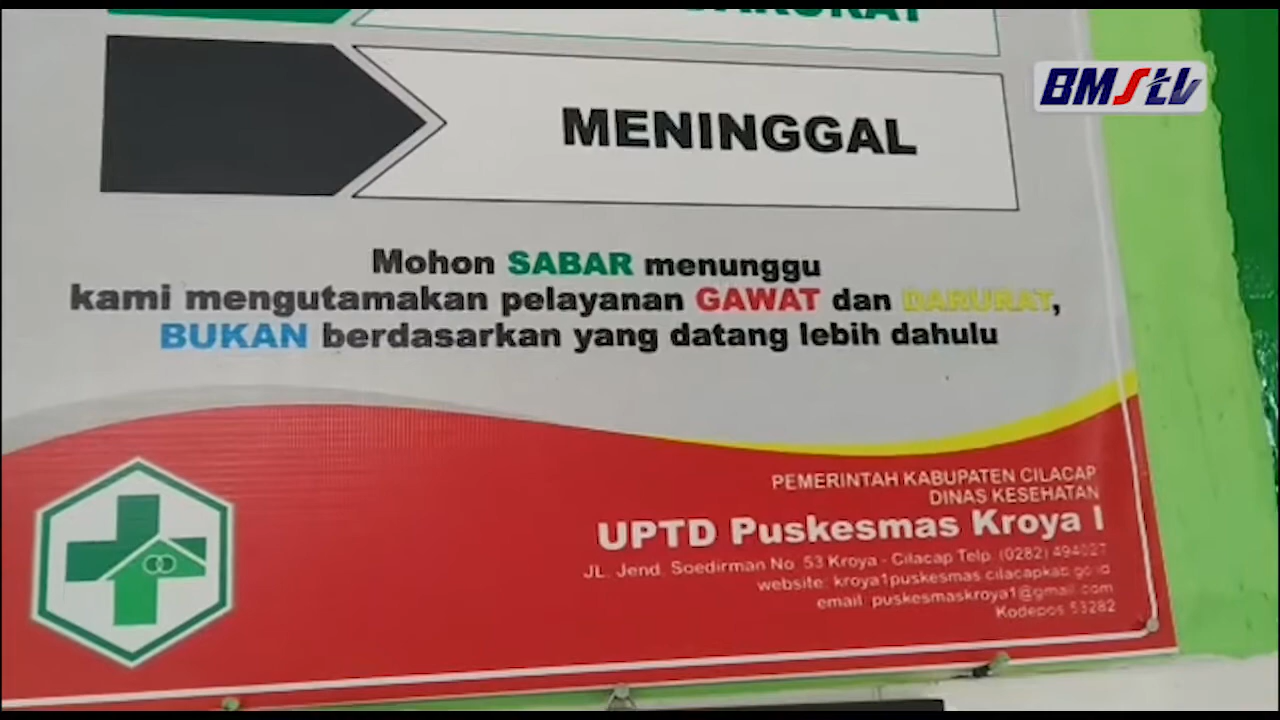 DARURAT
BMStv
MENINGGAL
Mohon SABAR menunggu
kami mengutamakan pelayanan GAWAT dan DARURAT,
BUKAN berdasarkan yang datang lebih dahulu
PEMERINTAH KABUPATEN CILACAP
DINAS KESEHATAN
UPTD Puskesmas Kroya I
JL. Jend. Soedirman No. 53 Kroya - Cilacap Telp. (0282) 494027
website: kroya1puskesmas.cilacapkab.go.id
email: puskesmaskroya1@gmail.com
Kodepos 53282